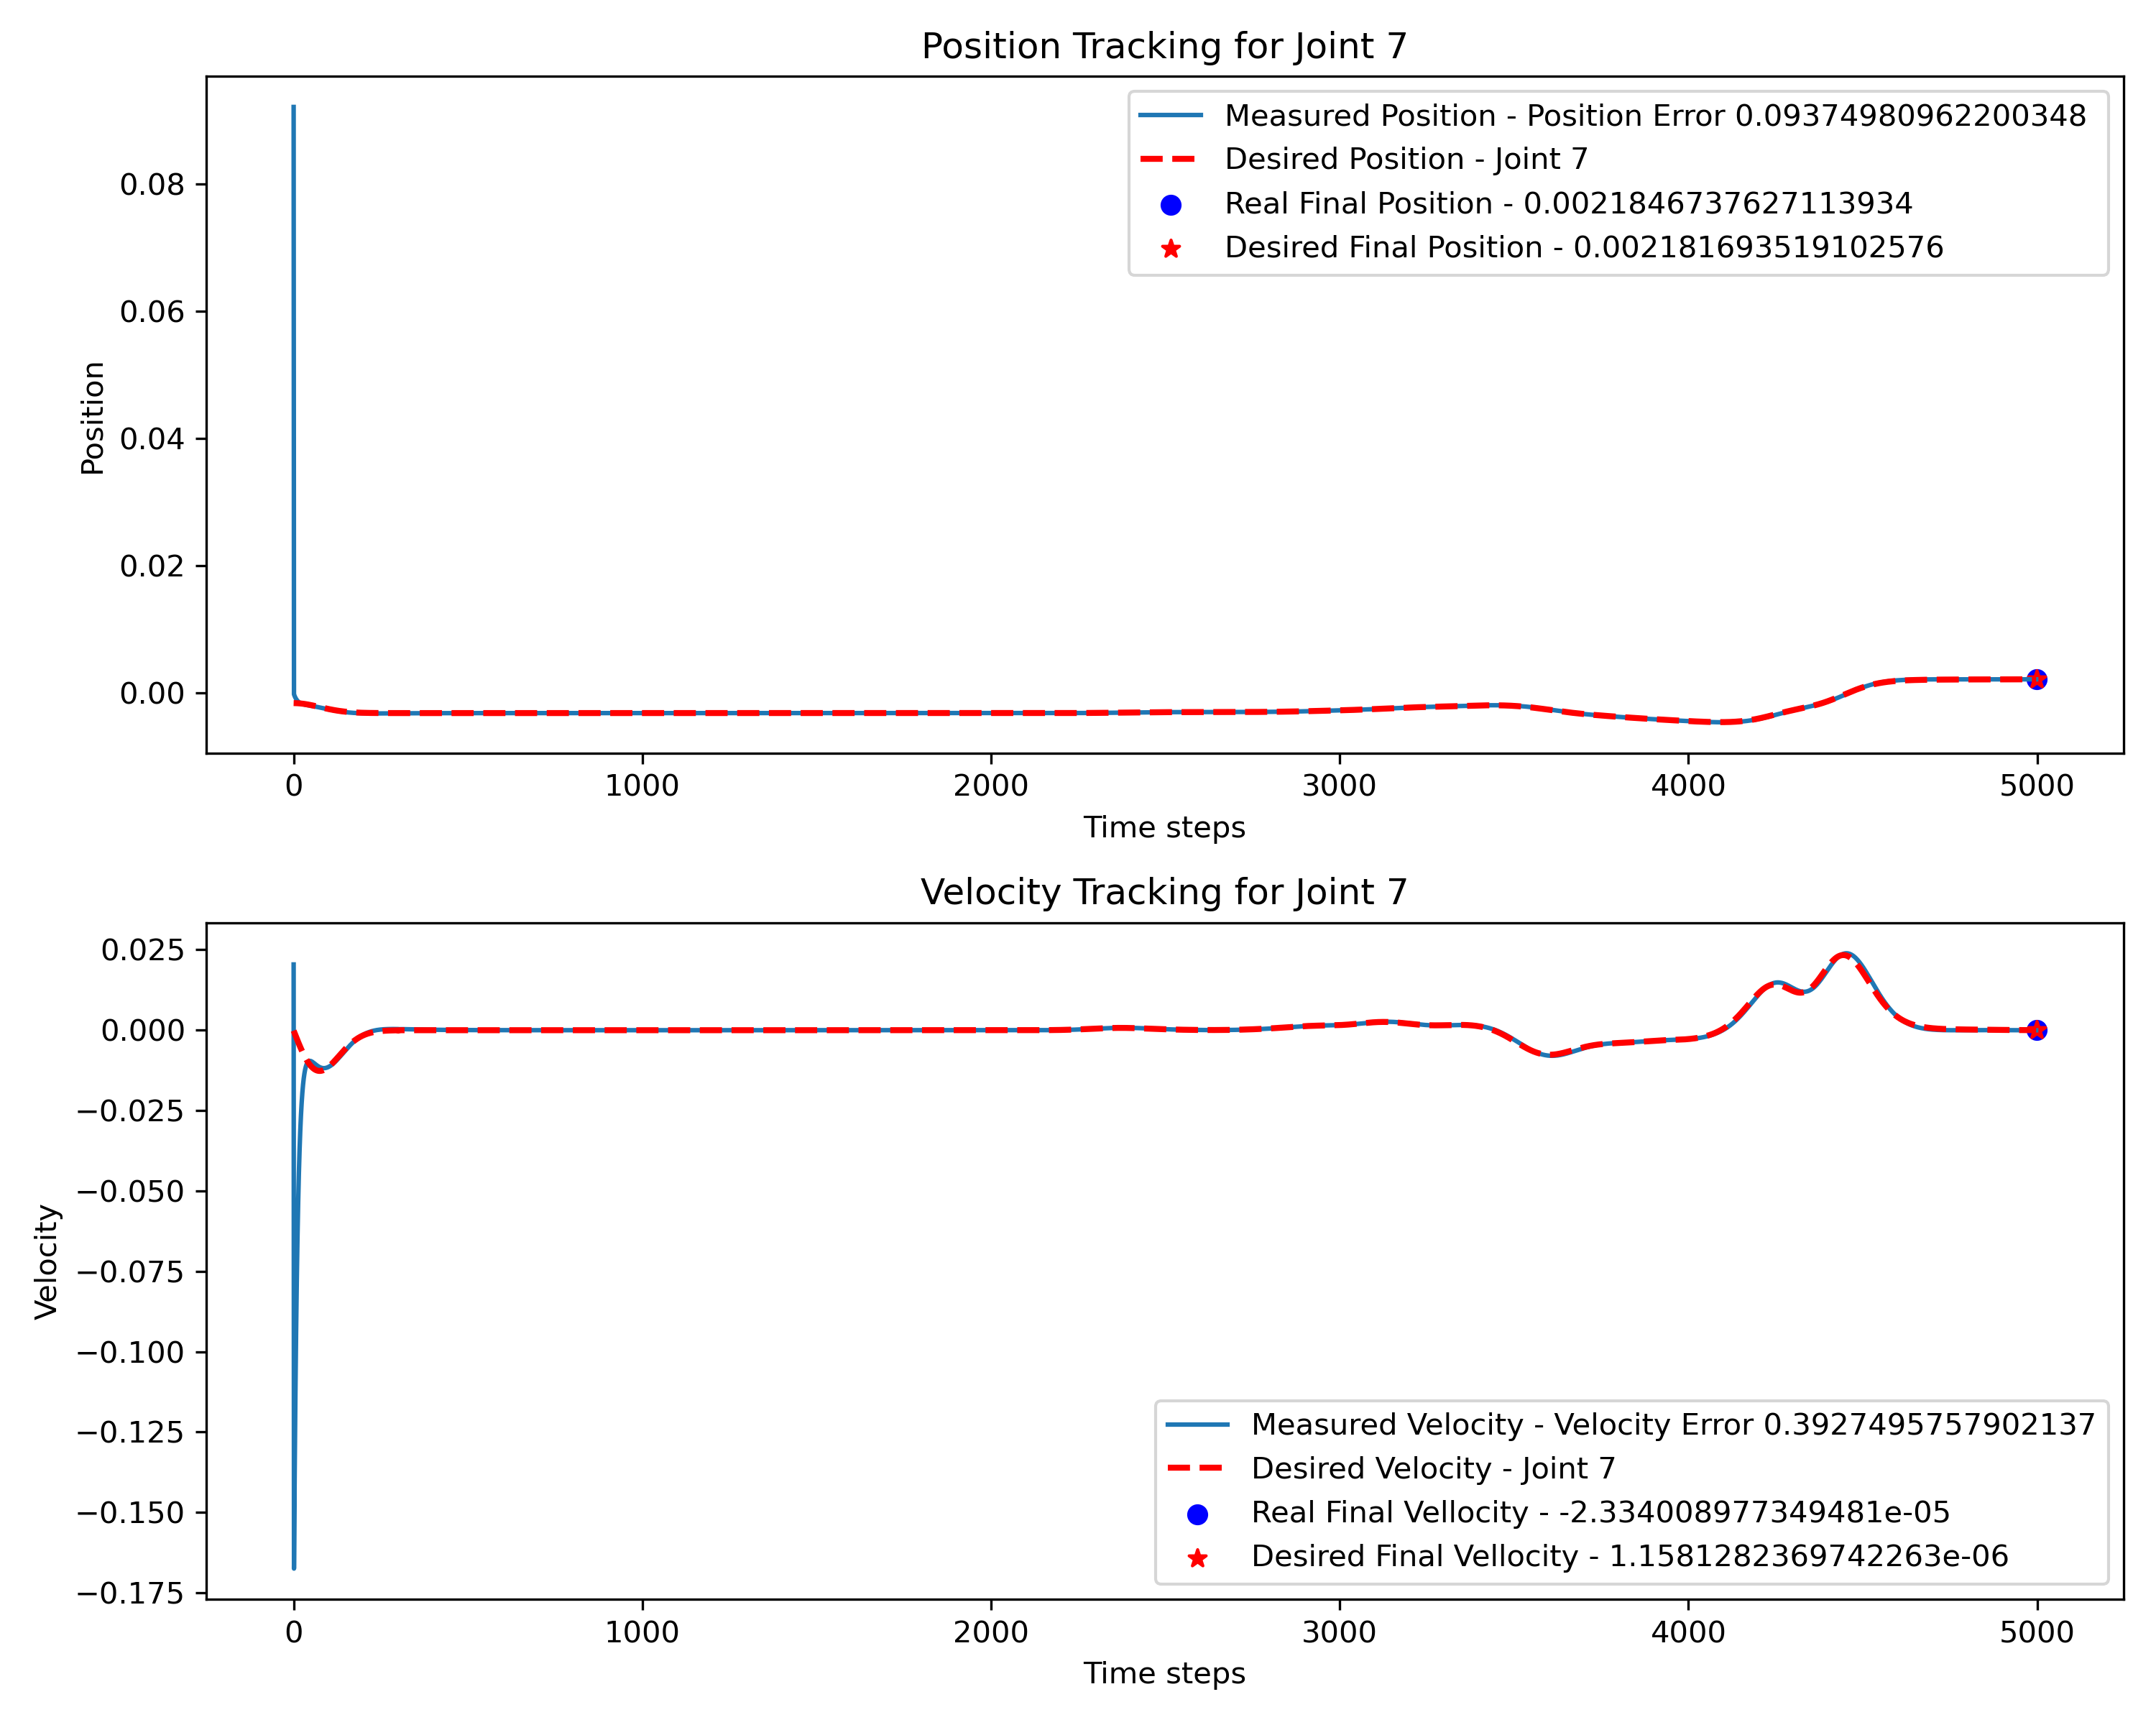 Position Tracking for Joint 7
Measured Position - Position Error 0.09374980962200348
Desired Position - Joint 7
Real Final Position - 0.0021846737627113934
Desired Final Position - 0.002181693519102576
Position
0.08
0.06
0.04
0.02
0.00
0 1000 2000 3000 4000 5000
Time steps
Velocity Tracking for Joint 7
Velocity
0.025
0.000
−0.025
−0.050
−0.075
−0.100
−0.125
−0.150
−0.175
Measured Velocity - Velocity Error 0.3927495757902137
Desired Velocity - Joint 7
Real Final Vellocity - -2.334008977349481e-05
Desired Final Vellocity - 1.1581282369742263e-06
0 1000 2000 3000 4000 5000
Time steps